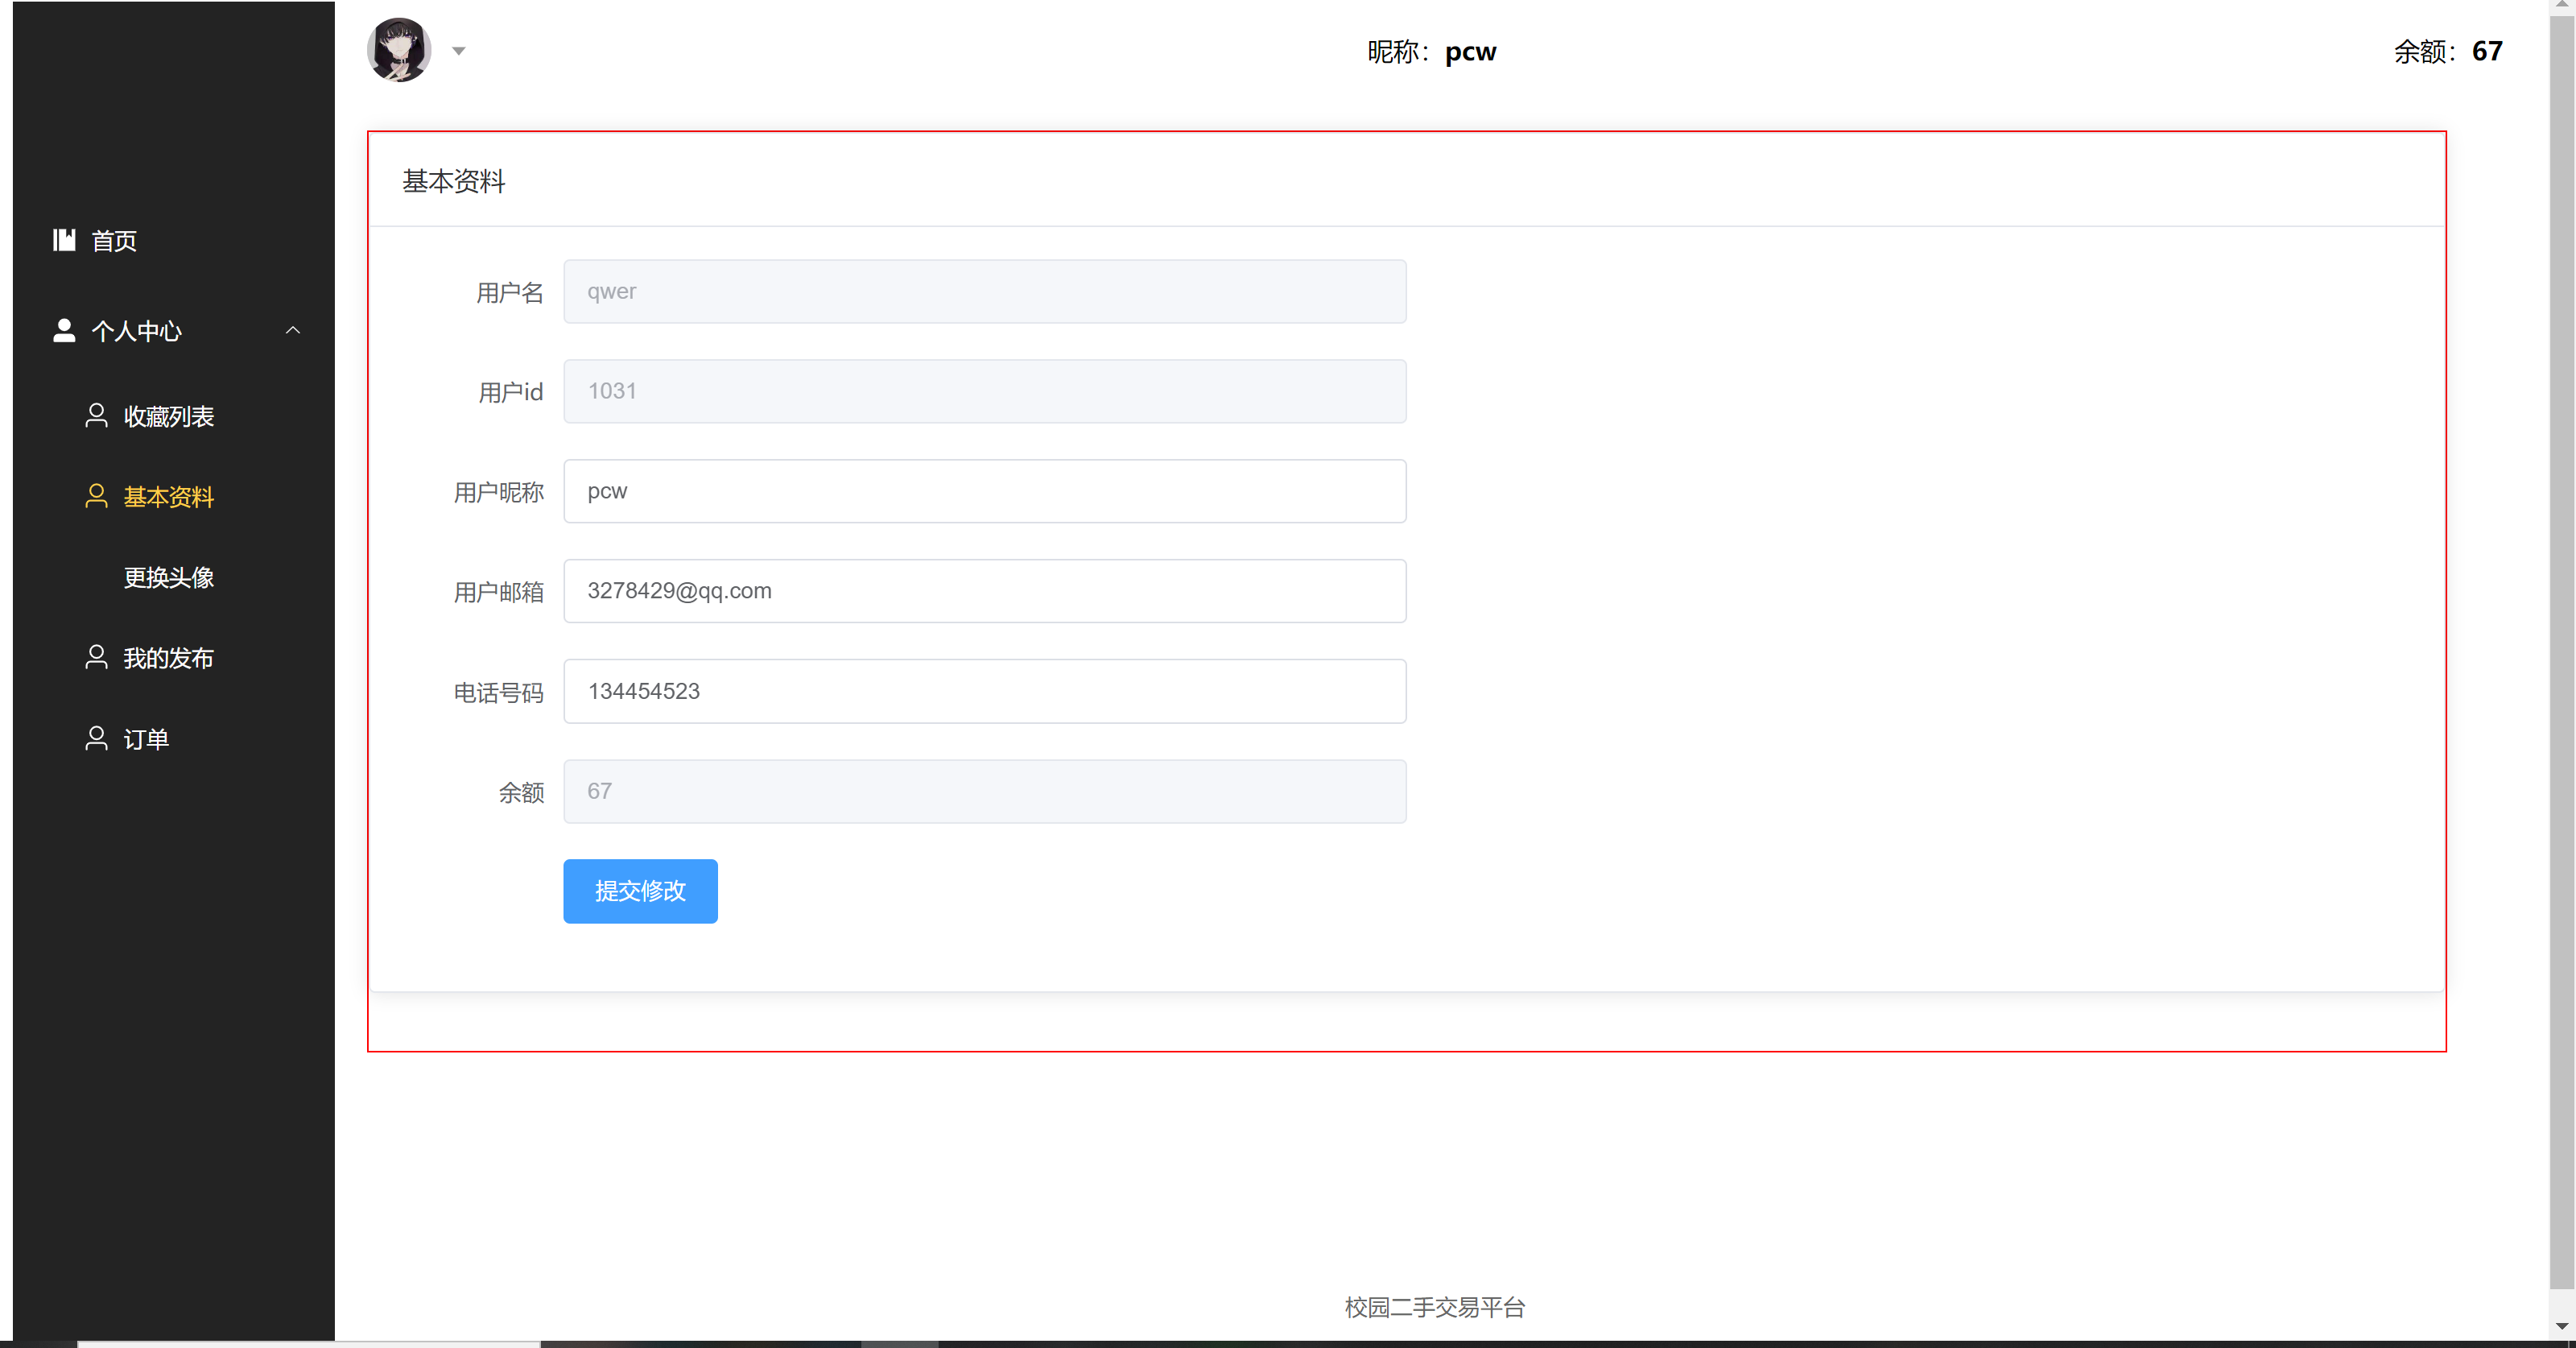 昵称：pcw
余额：67
首页
个人中心
收藏列表
基本资料
更换头像
我的发布
订单
基本资料
用户名 qwer
用户id 1031
用户昵称 pcw
用户邮箱 3278429@qq.com
电话号码 134454523
余额 67
提交修改
校园二手交易平台